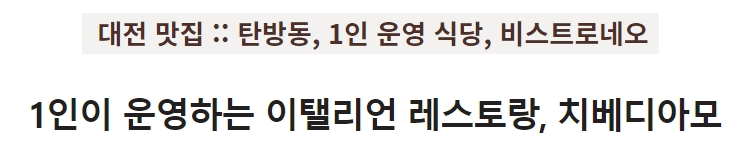 대전 맛집 :: 탄방동, 1인 운영 식당, 비스트로네오
1인이 운영하는 이탤리언 레스토랑, 치베디아모